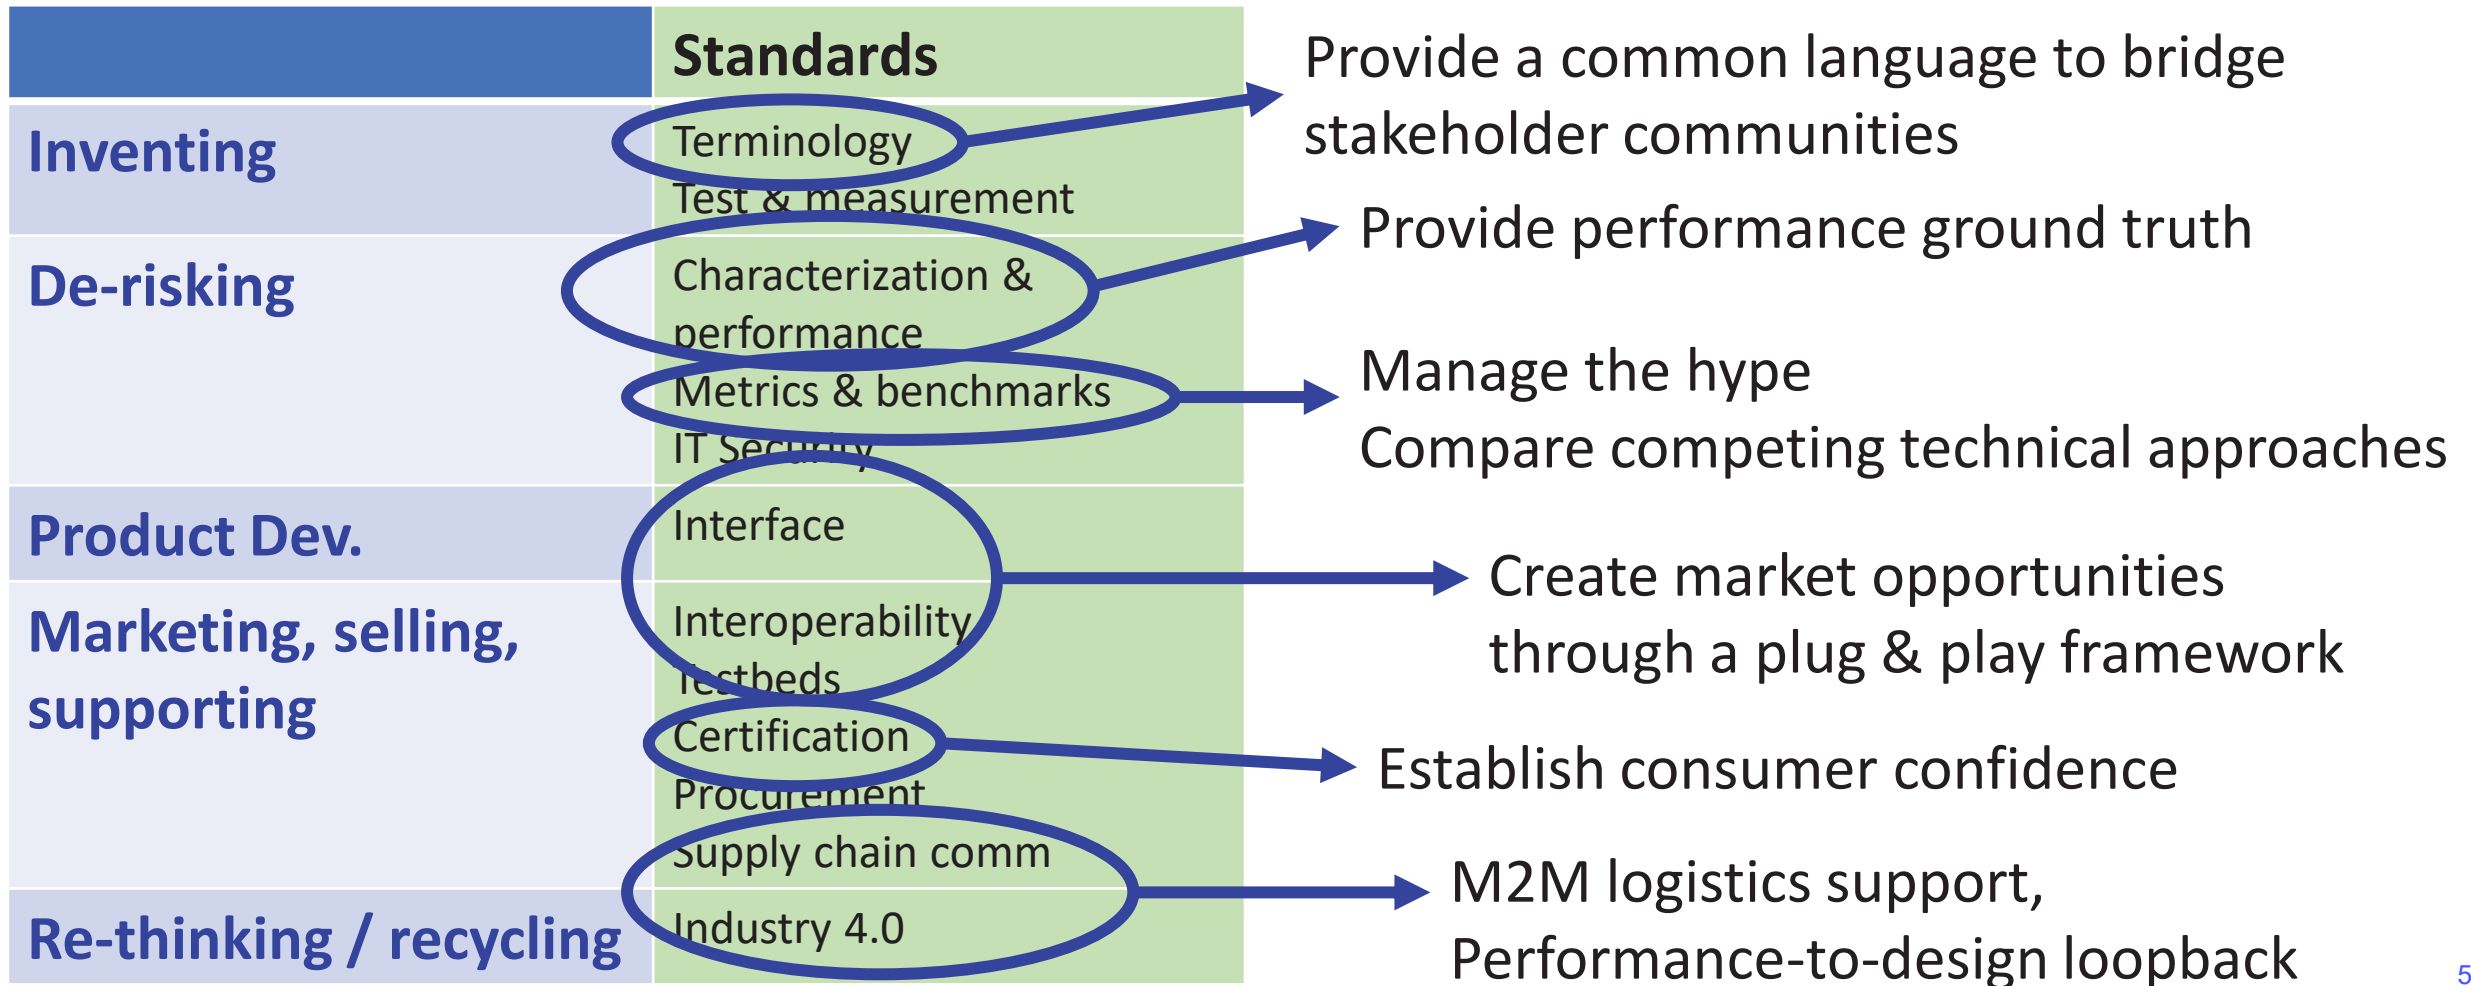 Standards
Inventing
Terminology
Test & measurement
De-risking
Characterization &
performance
Metrics & benchmarks
IT Security
Product Dev.
Interface
Marketing, selling,
supporting
Interoperability
Testbeds
Certification
Procurement
Supply chain comm
Re-thinking / recycling
Industry 4.0
Provide a common language to bridge
stakeholder communities
Provide performance ground truth
Manage the hype
Compare competing technical approaches
Create market opportunities
through a plug & play framework
Establish consumer confidence
M2M logistics support,
Performance-to-design loopback
5